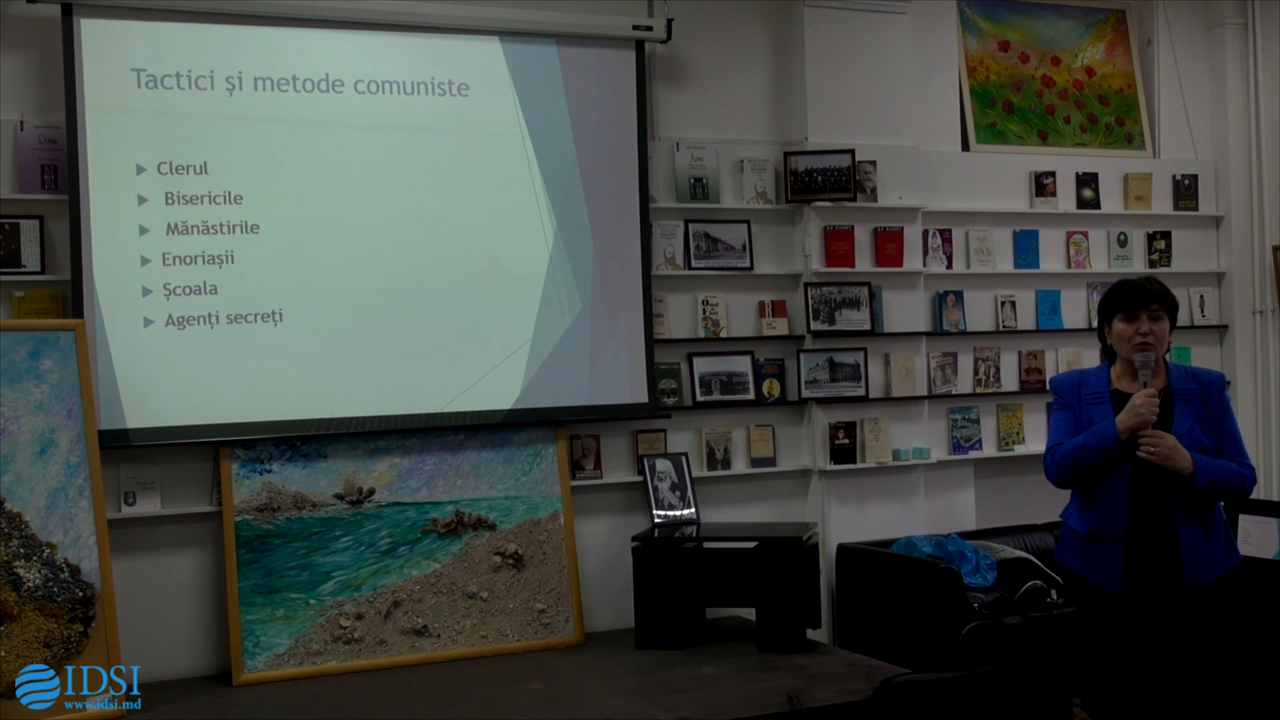 Tactici și metode comuniste
Clerul
Bisericile
Mănăstirile
Enoriașii
Școala
Agenți secreți
IDSI
www.idsi.md